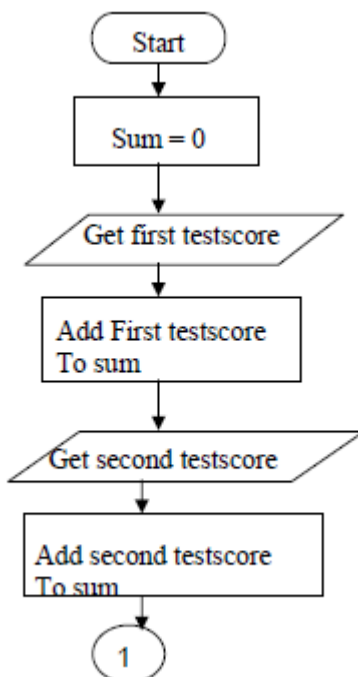 Start
Sum = 0
Get first testscore
Add First testscore
To sum
Get second testscore
Add second testscore
To sum
1